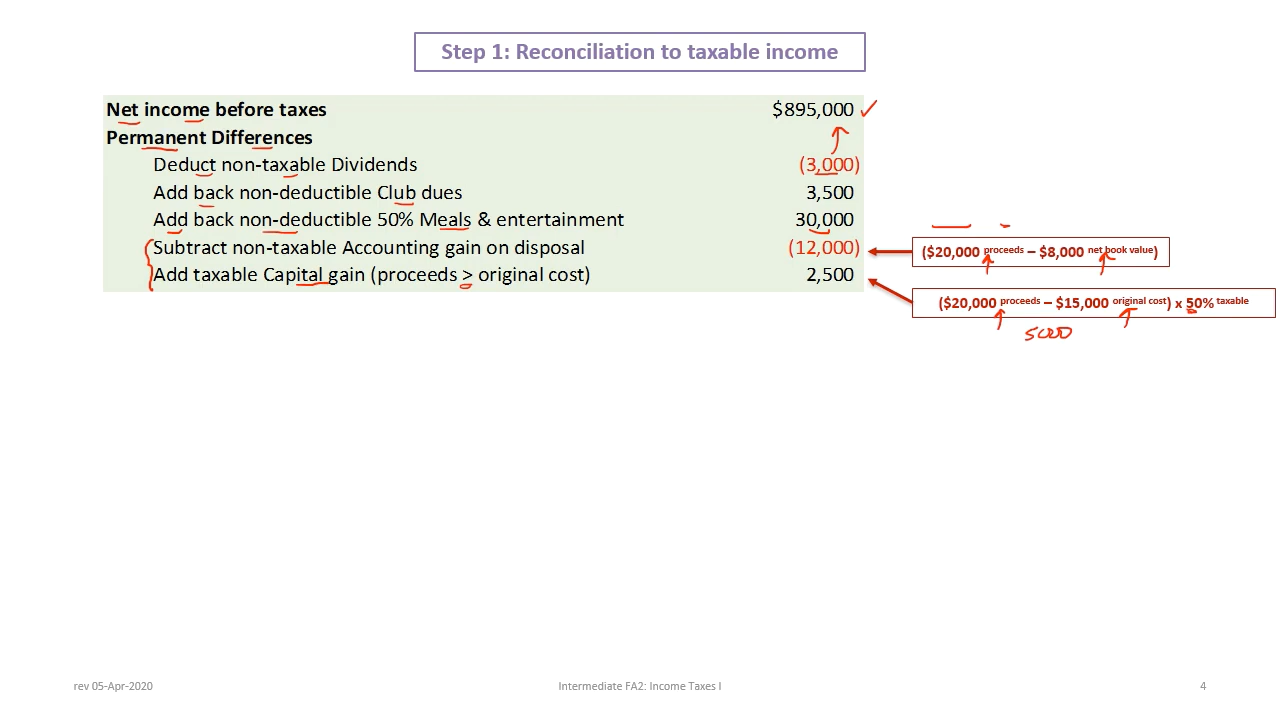 Step 1: Reconciliation to taxable income
Net income before taxes $895,000
Permanent Differences
Deduct non-taxable Dividends (3,000)
Add back non-deductible Club dues 3,500
Add back non-deductible 50% Meals & entertainment 30,000
Subtract non-taxable Accounting gain on disposal (12,000)
($20,000 proceeds – $8,000 net book value)
Add taxable Capital gain (proceeds > original cost) 2,500
($20,000 proceeds – $15,000 original cost) x 50% taxable
5000
rev 05-Apr-2020 Intermediate FA2: Income Taxes I 4